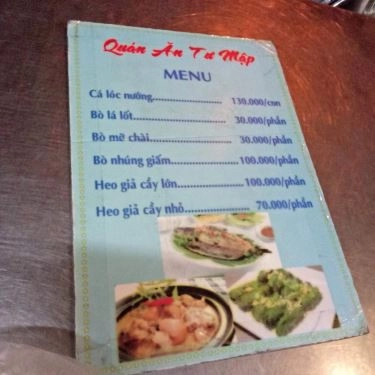 Quán Ăn Tư Mập
MENU
Cá lóc nướng........................ 130.000/con
Bò lá lốt................................ 30.000/phần
Bò mỡ chài............................ 30.000/phần
Bò nhúng giấm.......................100.000/phần
Heo giả cầy lớn.......................100.000/phần
Heo giả cầy nhỏ...................... 70.000/phần